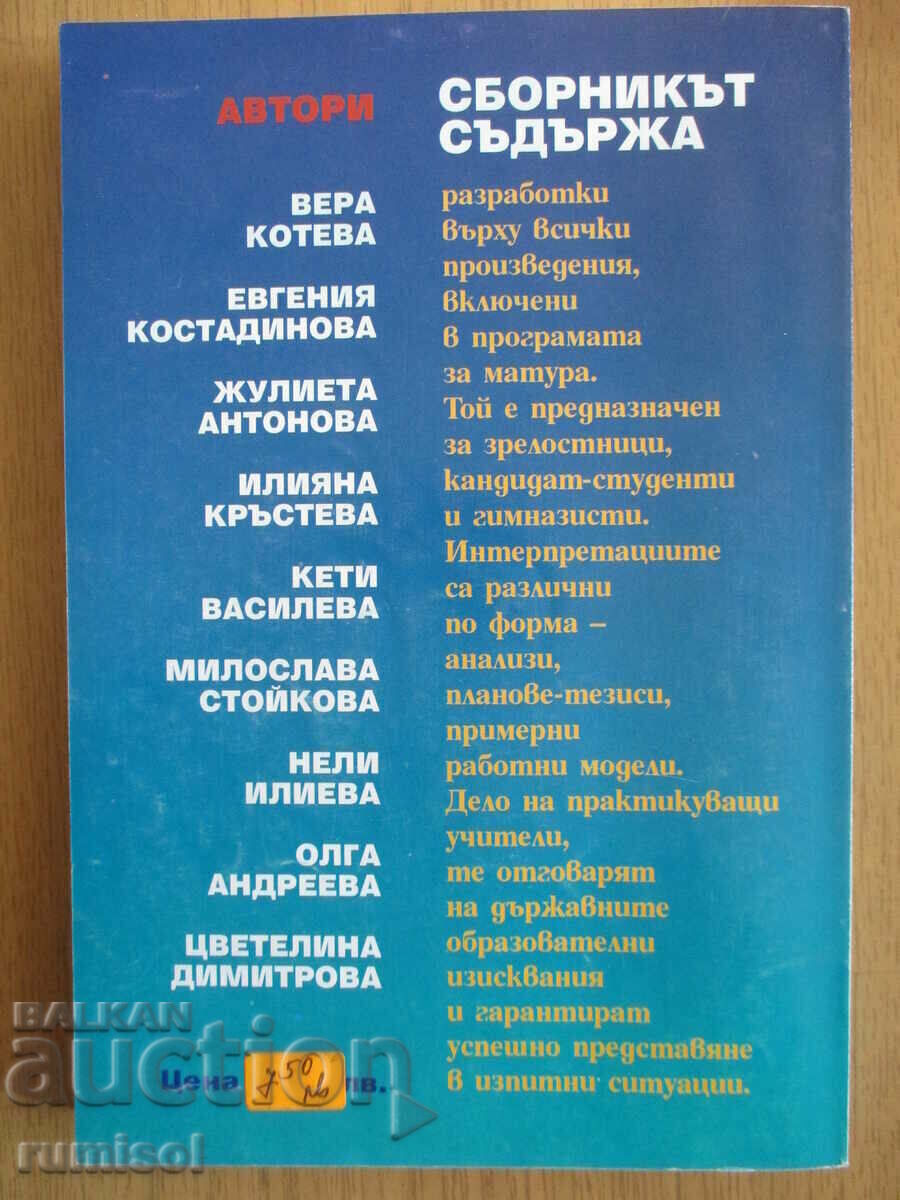 АВТОРИ
ВЕРА
КОТЕВА
ЕВГЕНИЯ
КОСТАДИНОВА
ЖУЛИЕТА
АНТОНОВА
ИЛИЯНА
КРЪСТЕВА
КЕТИ
ВАСИЛЕВА
МИЛОСЛАВА
СТОЙКОВА
НЕЛИ
ИЛИЕВА
ОЛГА
АНДРЕЕВА
ЦВЕТЕЛИНА
ДИМИТРОВА
СБОРНИКЪТ
СЪДЪРЖА
разработки
върху всички
произведения,
включени
в програмата
за матура.
Той е предназначен
за зрелостници,
кандидат-студенти
и гимназисти.
Интерпретациите
са различни
по форма –
анализи,
планове-тезиси,
примерни
работни модели.
Дело на практикуващи
учители,
те отговарят
на държавните
образователни
изисквания
и гарантират
успешно представяне
в изпитни ситуации.
Цена 7 50 лв лв.
BALKAN
auction
rumisol